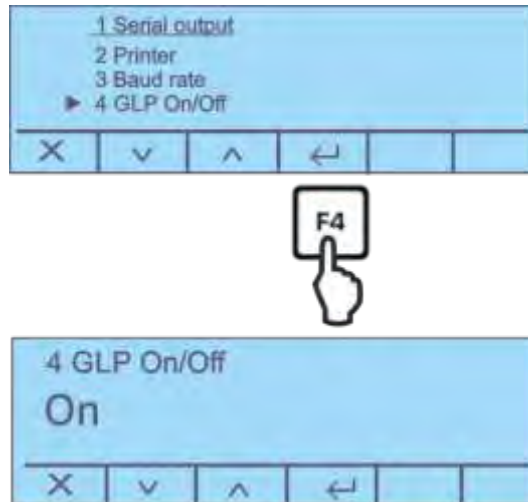 1 Serial output
2 Printer
3 Baud rate
► 4 GLP On/Off
F4
4 GLP On/Off
On